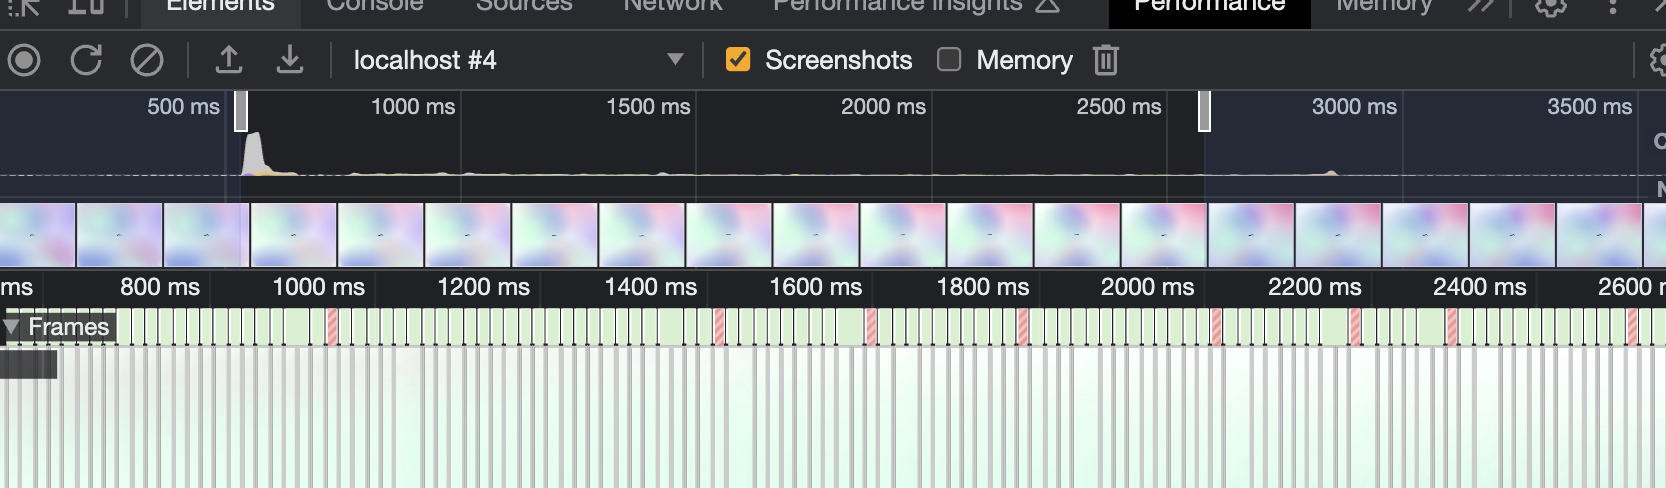 Elements Console Sources Network Performance insights Performance Memory
localhost #4 Screenshots Memory
500 ms 1000 ms 1500 ms 2000 ms 2500 ms 3000 ms 3500 ms
ms 800 ms 1000 ms 1200 ms 1400 ms 1600 ms 1800 ms 2000 ms 2200 ms 2400 ms 2600
Frames